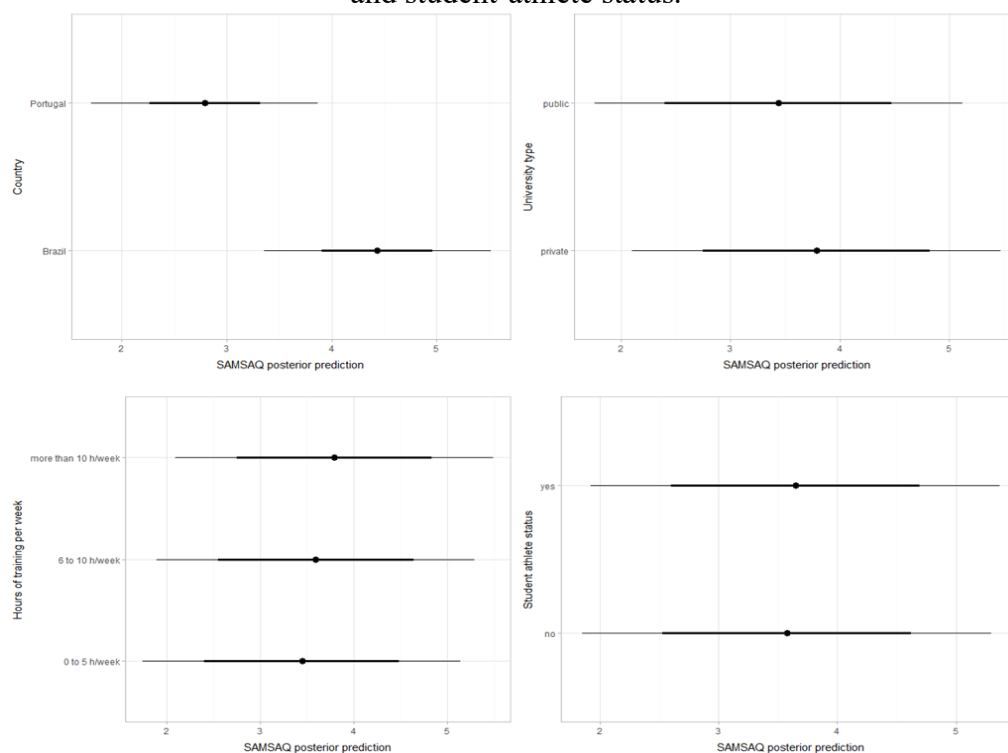 and student-athlete status.
Country
Portugal
Brazil
2 3 4 5
SAMSAQ posterior prediction
University type
public
private
2 3 4 5
SAMSAQ posterior prediction
Hours of training per week
more than 10 h/week
6 to 10 h/week
0 to 5 h/week
2 3 4 5
SAMSAQ posterior prediction
Student athlete status
yes
no
2 3 4 5
SAMSAQ posterior prediction